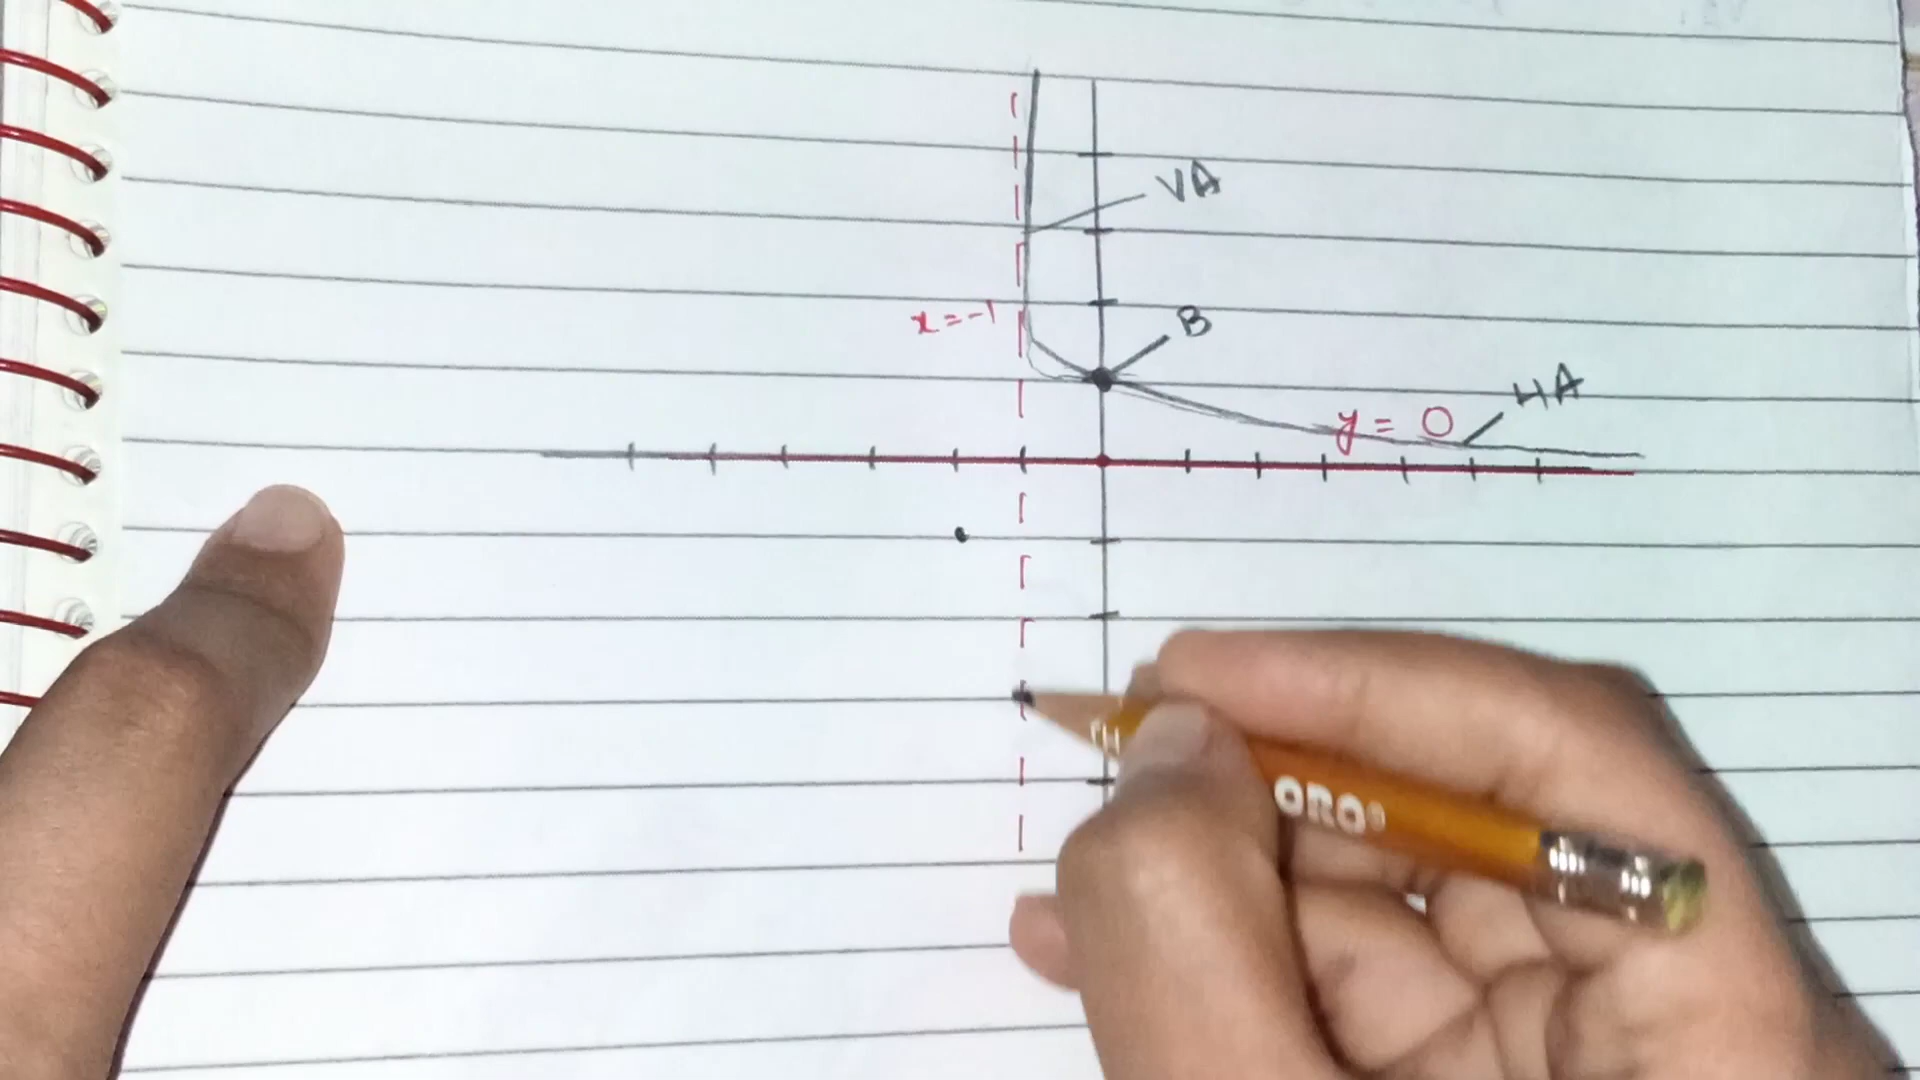 VA
x = -1
B
HA
y = 0
ORO